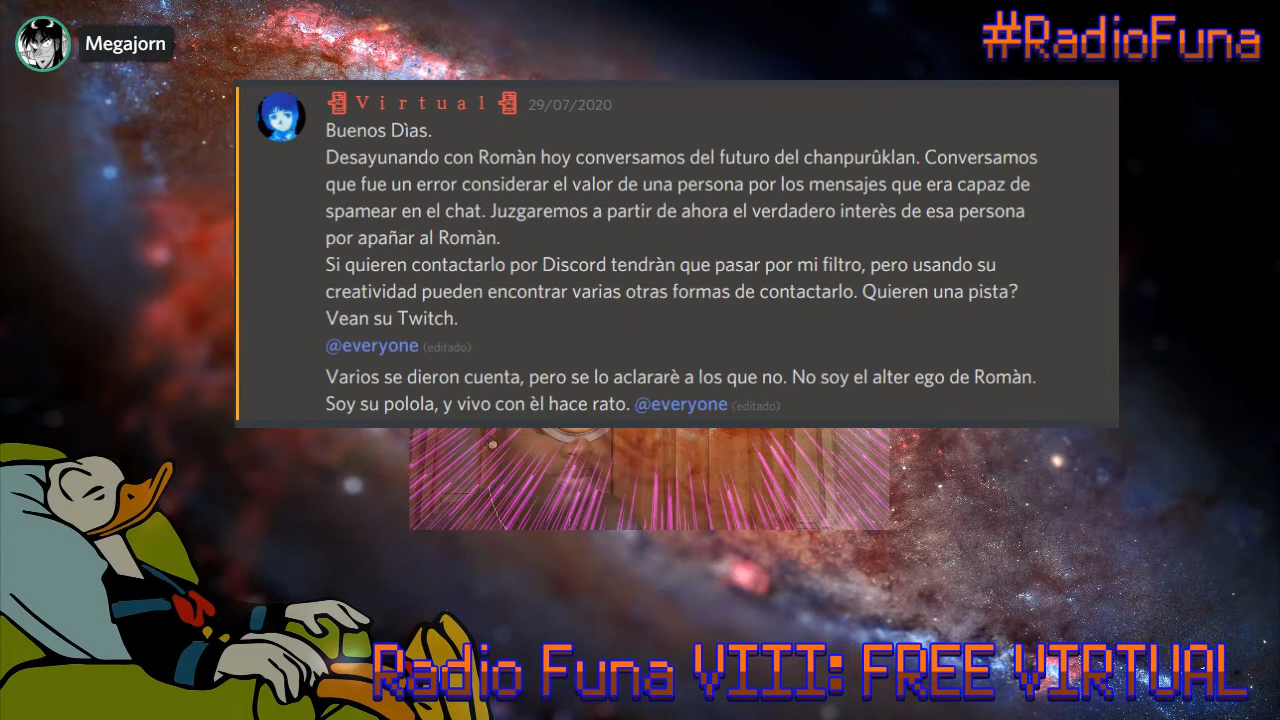 Megajorn
#RadioFuna
V i r t u a l 29/07/2020
Buenos Dìas.
Desayunando con Romàn hoy conversamos del futuro del chanpurûklan. Conversamos
que fue un error considerar el valor de una persona por los mensajes que era capaz de
spamear en el chat. Juzgaremos a partir de ahora el verdadero interès de esa persona
por apañar al Romàn.
Si quieren contactarlo por Discord tendràn que pasar por mi filtro, pero usando su
creatividad pueden encontrar varias otras formas de contactarlo. Quieren una pista?
Vean su Twitch.
@everyone (editado)
Varios se dieron cuenta, pero se lo aclararè a los que no. No soy el alter ego de Romàn.
Soy su polola, y vivo con èl hace rato. @everyone (editado)
Radio Funa VIII: FREE VIRTUAL